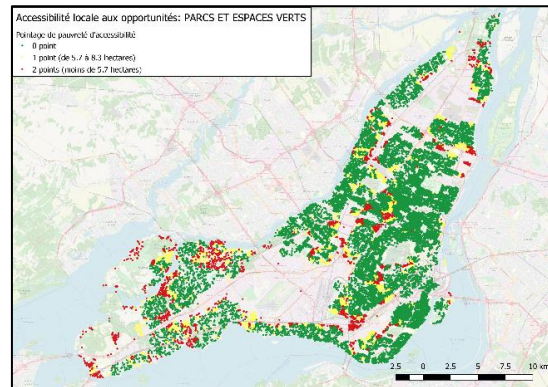 Accessibilité locale aux opportunités: PARCS ET ESPACES VERTS
Pointage de pauvreté d'accessibilité
0 point
1 point (de 5.7 à 8.3 hectares)
2 points (moins de 5.7 hectares)
2.5 0 2.5 5 7.5 10 km